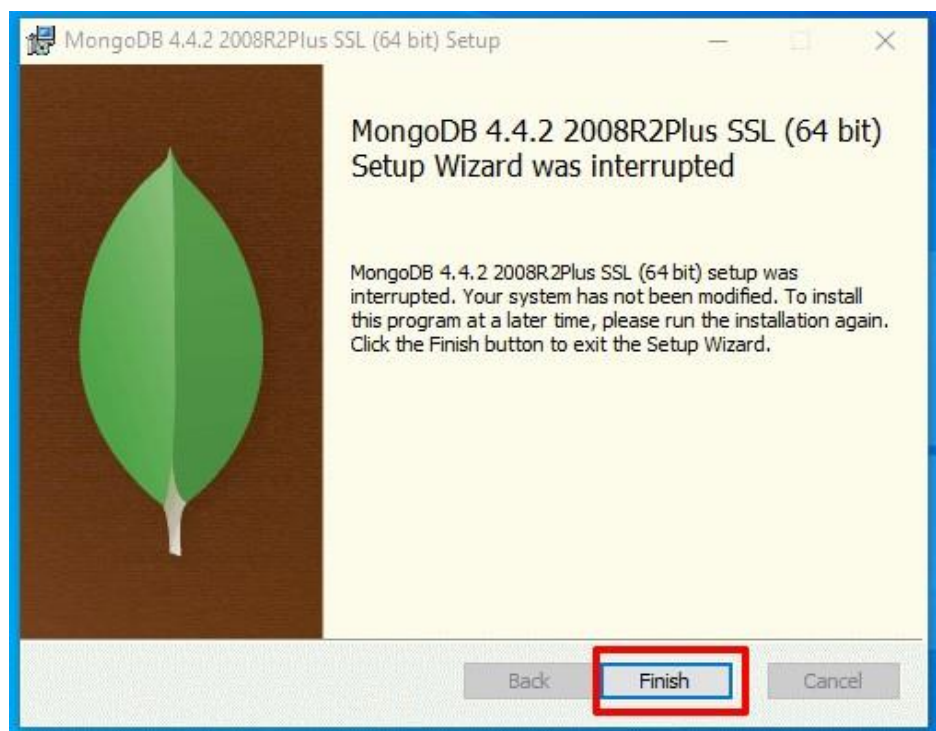 MongoDB 4.4.2 2008R2Plus SSL (64 bit) Setup
MongoDB 4.4.2 2008R2Plus SSL (64 bit)
Setup Wizard was interrupted
MongoDB 4.4.2 2008R2Plus SSL (64 bit) setup was
interrupted. Your system has not been modified. To install
this program at a later time, please run the installation again.
Click the Finish button to exit the Setup Wizard.
Back Finish Cancel